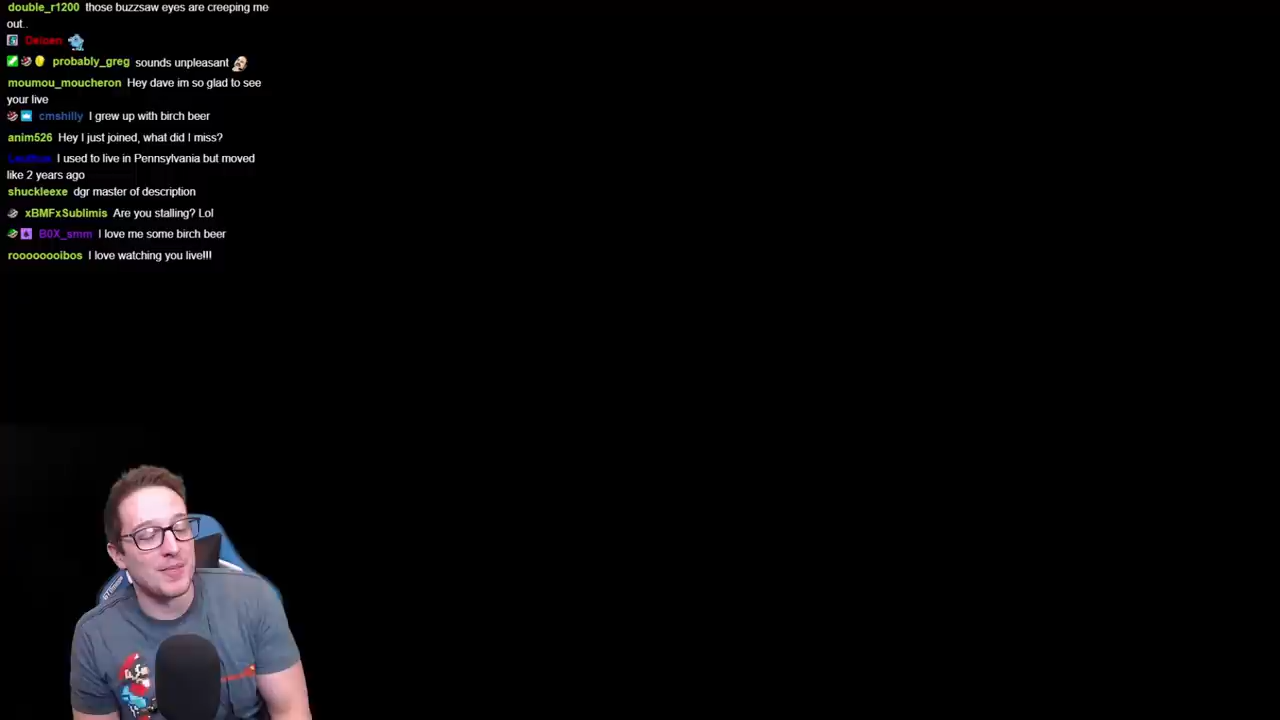 double_r1200 those buzzsaw eyes are creeping me
out..
Deloen
probably_greg sounds unpleasant
moumou_moucheron Hey dave im so glad to see
your live
cmshilly I grew up with birch beer
anim526 Hey I just joined, what did I miss?
I used to live in Pennsylvania but moved
like 2 years ago
shuckleexe dgr master of description
xBMFxSublimis Are you stalling? Lol
B0X_smm I love me some birch beer
roooooooibos I love watching you live!!!